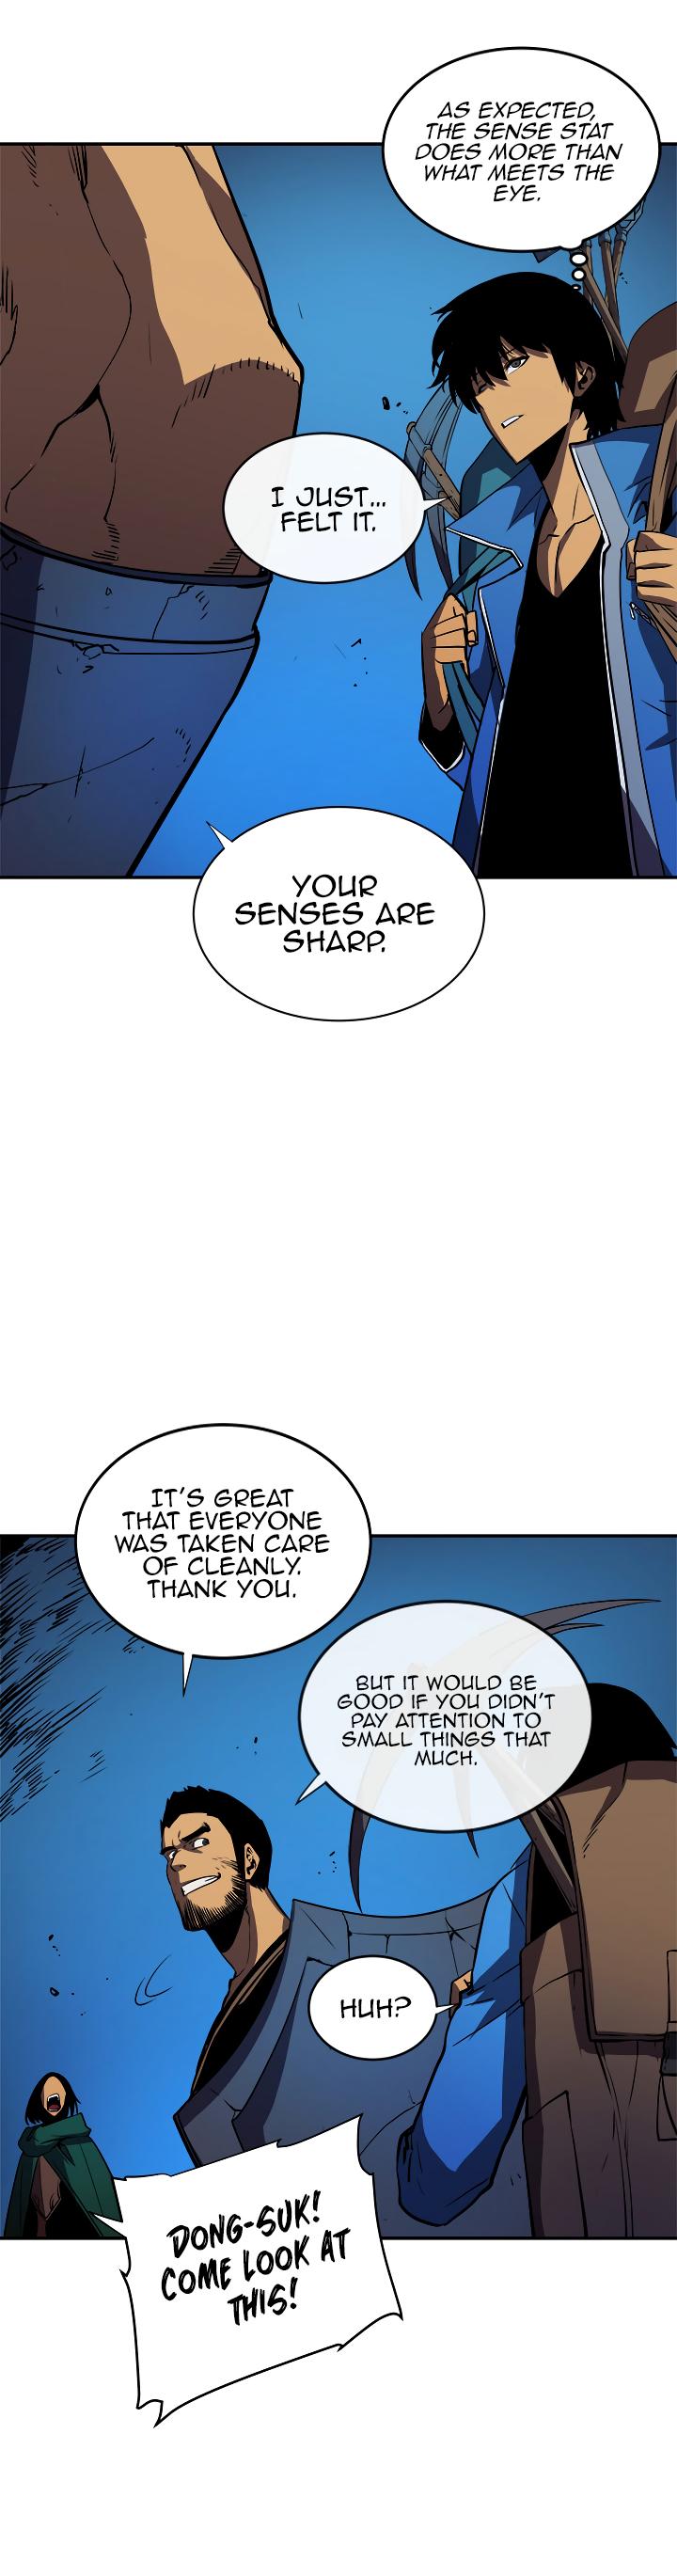 AS EXPECTED,
THE SENSE STAT
DOES MORE THAN
WHAT MEETS THE
EYE.
I JUST...
FELT IT.
YOUR
SENSES ARE
SHARP.
IT'S GREAT
THAT EVERYONE
WAS TAKEN CARE
OF CLEANLY.
THANK YOU.
BUT IT WOULD BE
GOOD IF YOU DIDN'T
PAY ATTENTION TO
SMALL THINGS THAT
MUCH.
HUH?
DONG-SUK!
COME LOOK AT
THIS!